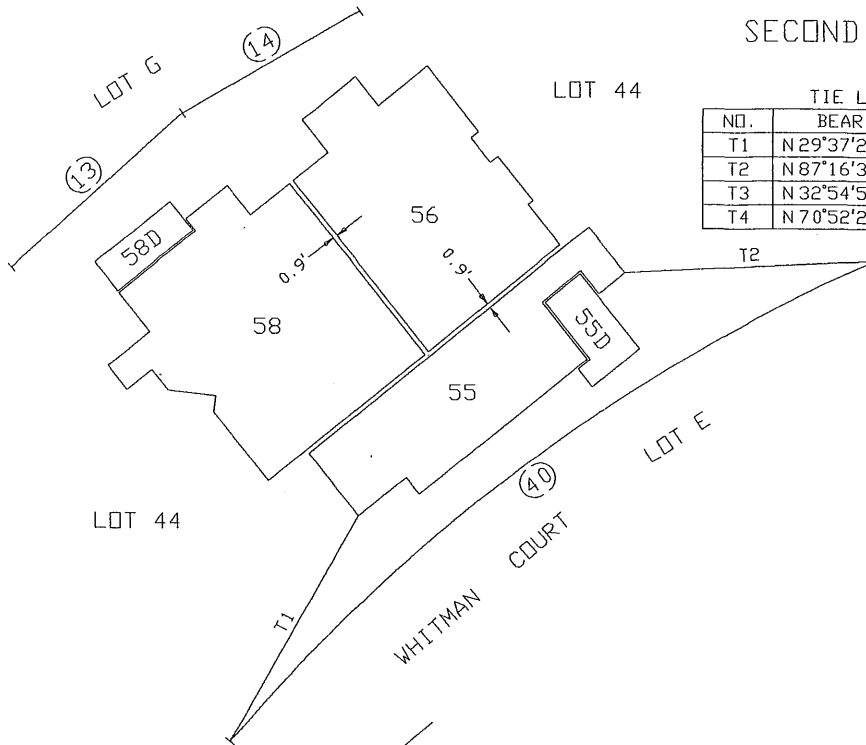 SECOND
14
LOT G
LOT 44
TIE L
NO. BEAR
T1 N 29°37'2
T2 N 87°16'3
T3 N 32°54'5
T4 N 70°52'2
13
58D
56
0.9'
0.9'
T2
58
55D
55
LOT E
40
LOT 44
WHITMAN COURT
T1